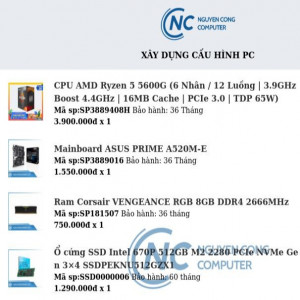 NGUYEN CONG
COMPUTER
XÂY DỰNG CẤU HÌNH PC
CPU AMD Ryzen 5 5600G (6 Nhân / 12 Luồng | 3.9GHz
Boost 4.4GHz | 16MB Cache | PCIe 3.0 | TDP 65W)
Mã sp:SP3889408H Bảo hành: 36 Tháng
3.900.000đ x 1
Mainboard ASUS PRIME A520M-E
Mã sp:SP3889016 Bảo hành: 36 Tháng
1.550.000đ x 1
Ram Corsair VENGEANCE RGB 8GB DDR4 2666MHz
Mã sp:SP181507 Bảo hành: 36 tháng
750.000đ x 1
Ổ cứng SSD Intel 670P 512GB M2 2280 PCIe NVMe Ge
n 3×4 SSDPEKNU512GZX1
Mã sp:SSD0000006 Bảo hành: 60 tháng
1.290.000đ x 1
NGUYEN CONG
COMPUTER